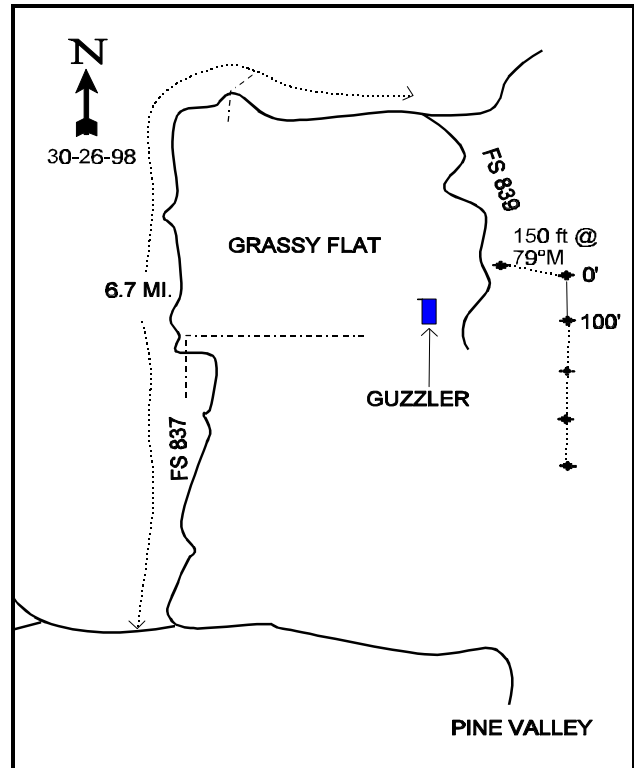 N
30-26-98
FS 839
150 ft @
79°M
0'
GRASSY FLAT
6.7 MI.
100'
GUZZLER
FS 837
PINE VALLEY